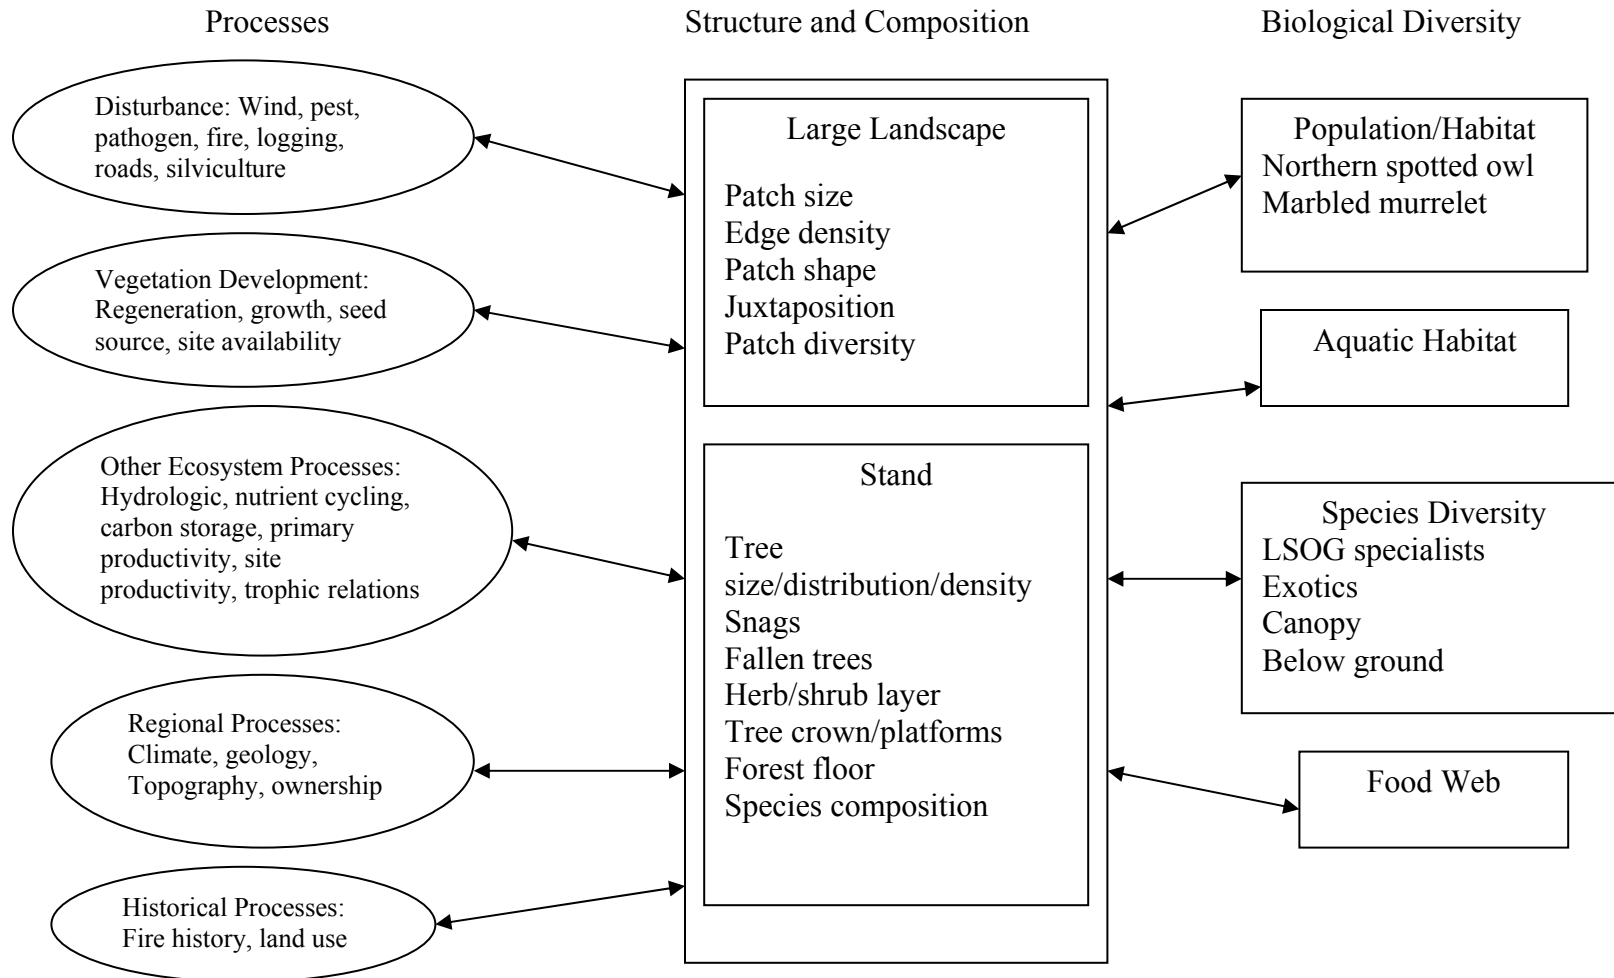 Processes
Structure and Composition
Biological Diversity
Disturbance: Wind, pest,
pathogen, fire, logging,
roads, silviculture
Vegetation Development:
Regeneration, growth, seed
source, site availability
Other Ecosystem Processes:
Hydrologic, nutrient cycling,
carbon storage, primary
productivity, site
productivity, trophic relations
Regional Processes:
Climate, geology,
Topography, ownership
Historical Processes:
Fire history, land use
Large Landscape
Patch size
Edge density
Patch shape
Juxtaposition
Patch diversity
Stand
Tree
size/distribution/density
Snags
Fallen trees
Herb/shrub layer
Tree crown/platforms
Forest floor
Species composition
Population/Habitat
Northern spotted owl
Marbled murrelet
Aquatic Habitat
Species Diversity
LSOG specialists
Exotics
Canopy
Below ground
Food Web